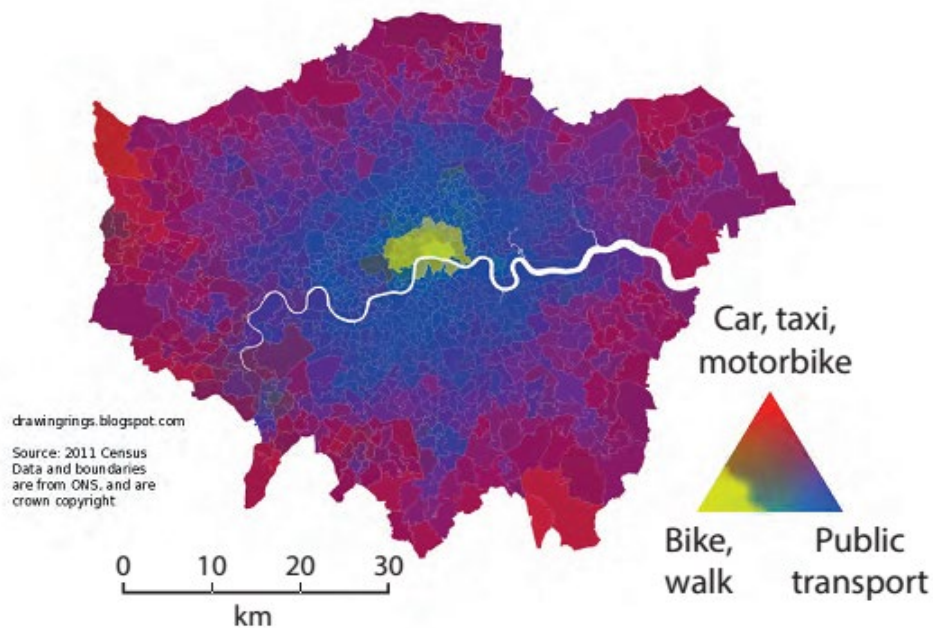 Car, taxi,
motorbike
drawingrings.blogspot.com
Source: 2011 Census
Data and boundaries
are from ONS, and are
crown copyright
Bike,
walk
Public
transport
0 10 20 30
km